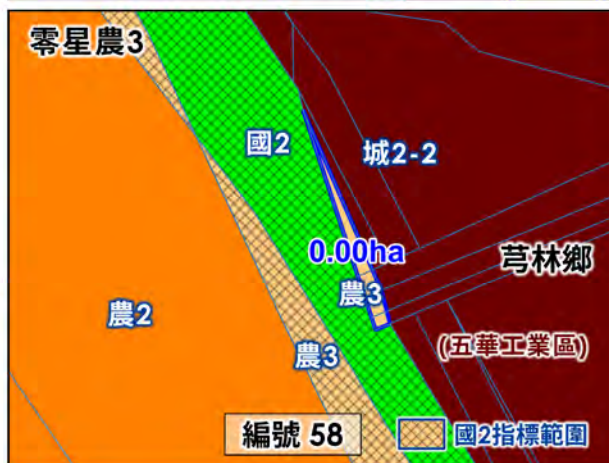 零星農3
國2
城2-2
0.00ha
芎林鄉
農3
農2
農3
(五華工業區)
編號 58
國2指標範圍